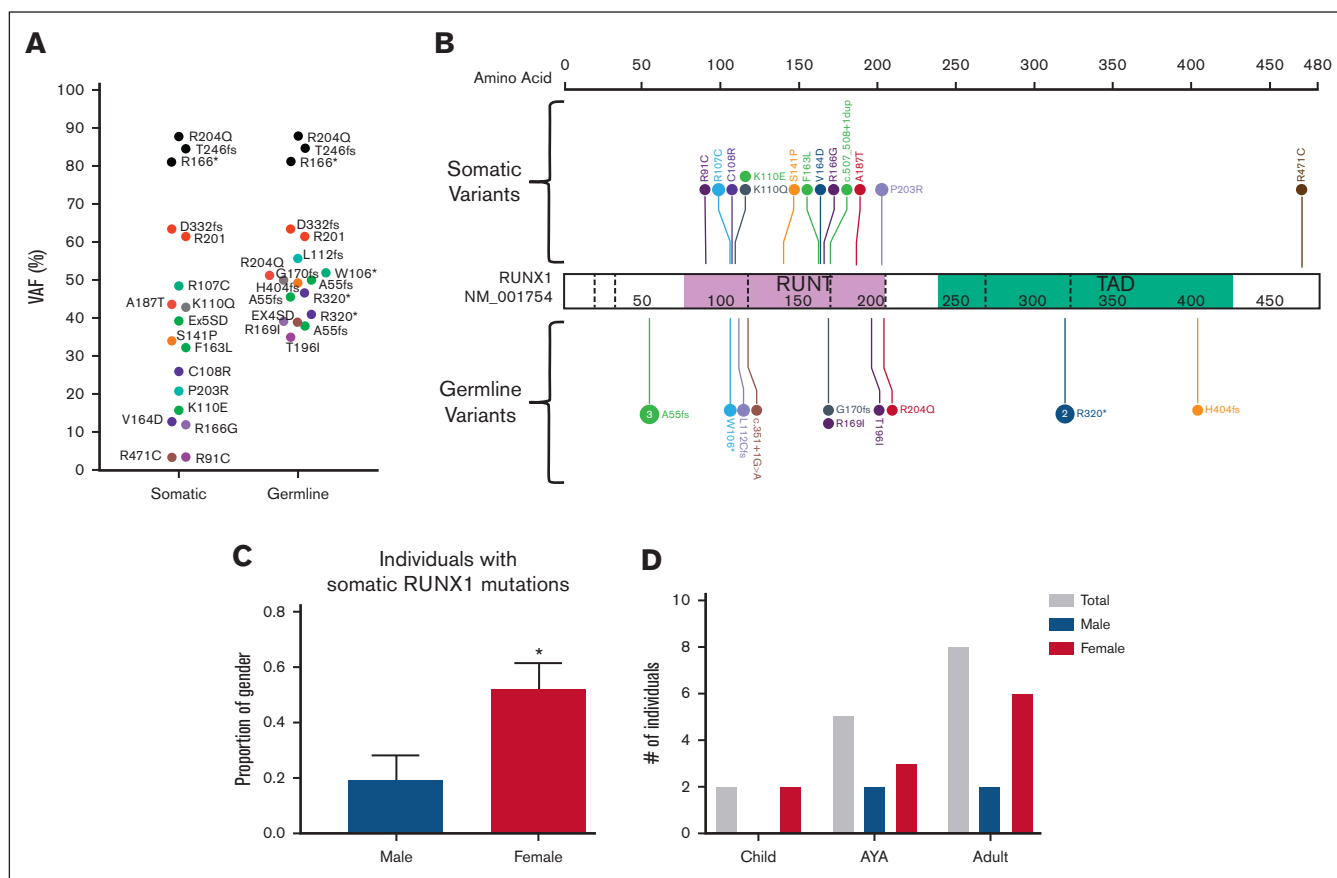 A
VAF (%)
100
90
80
70
60
50
40
30
20
10
0
R204Q
T246fs
R166*
D332fs
R201
R107C
A187T
K110Q
Ex5SD
S141P
F163L
C108R
P203R
K110E
V164D
R166G
R471C
R91C
Somatic
R204Q
T246fs
R166*
D332fs
R201
L112fs
R204Q
G170fs
W106*
H404fs
A55fs
A55fs
R320*
EX4SD
R320*
R169I
A55fs
T196I
Germline
B
Amino Acid
0 50 100 150 200 250 300 350 400 450 480
Somatic
Variants
R91C
R107C
C108R
K110E
K110Q
S141P
F163L
V164D
R166G
c.507_508+1dup
A187T
P203R
R471C
RUNX1
NM_001754
RUNT
TAD
50 100 150 200 250 300 350 400 450
Germline
Variants
3 A55fs
W106*
L112Cfs
c.351+1G>A
G170fs
R169I
T196I
R204Q
2 R320*
H404fs
C
Individuals with
somatic RUNX1 mutations
Proportion of gender
0.8
0.6
0.4
0.2
0.0
*
Male
Female
D
# of individuals
10
8
6
4
2
0
Child
AYA
Adult
Total
Male
Female